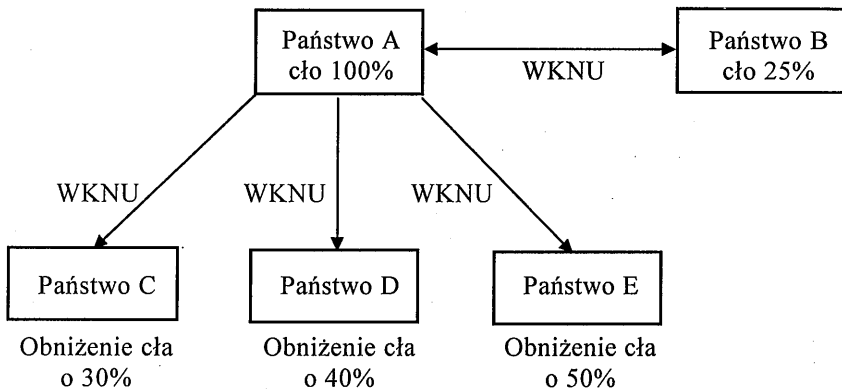 Państwo A
cło 100%
Państwo B
cło 25%
WKNU
WKNU
WKNU
WKNU
Państwo C
Państwo D
Państwo E
Obniżenie cła
o 30%
Obniżenie cła
o 40%
Obniżenie cła
o 50%